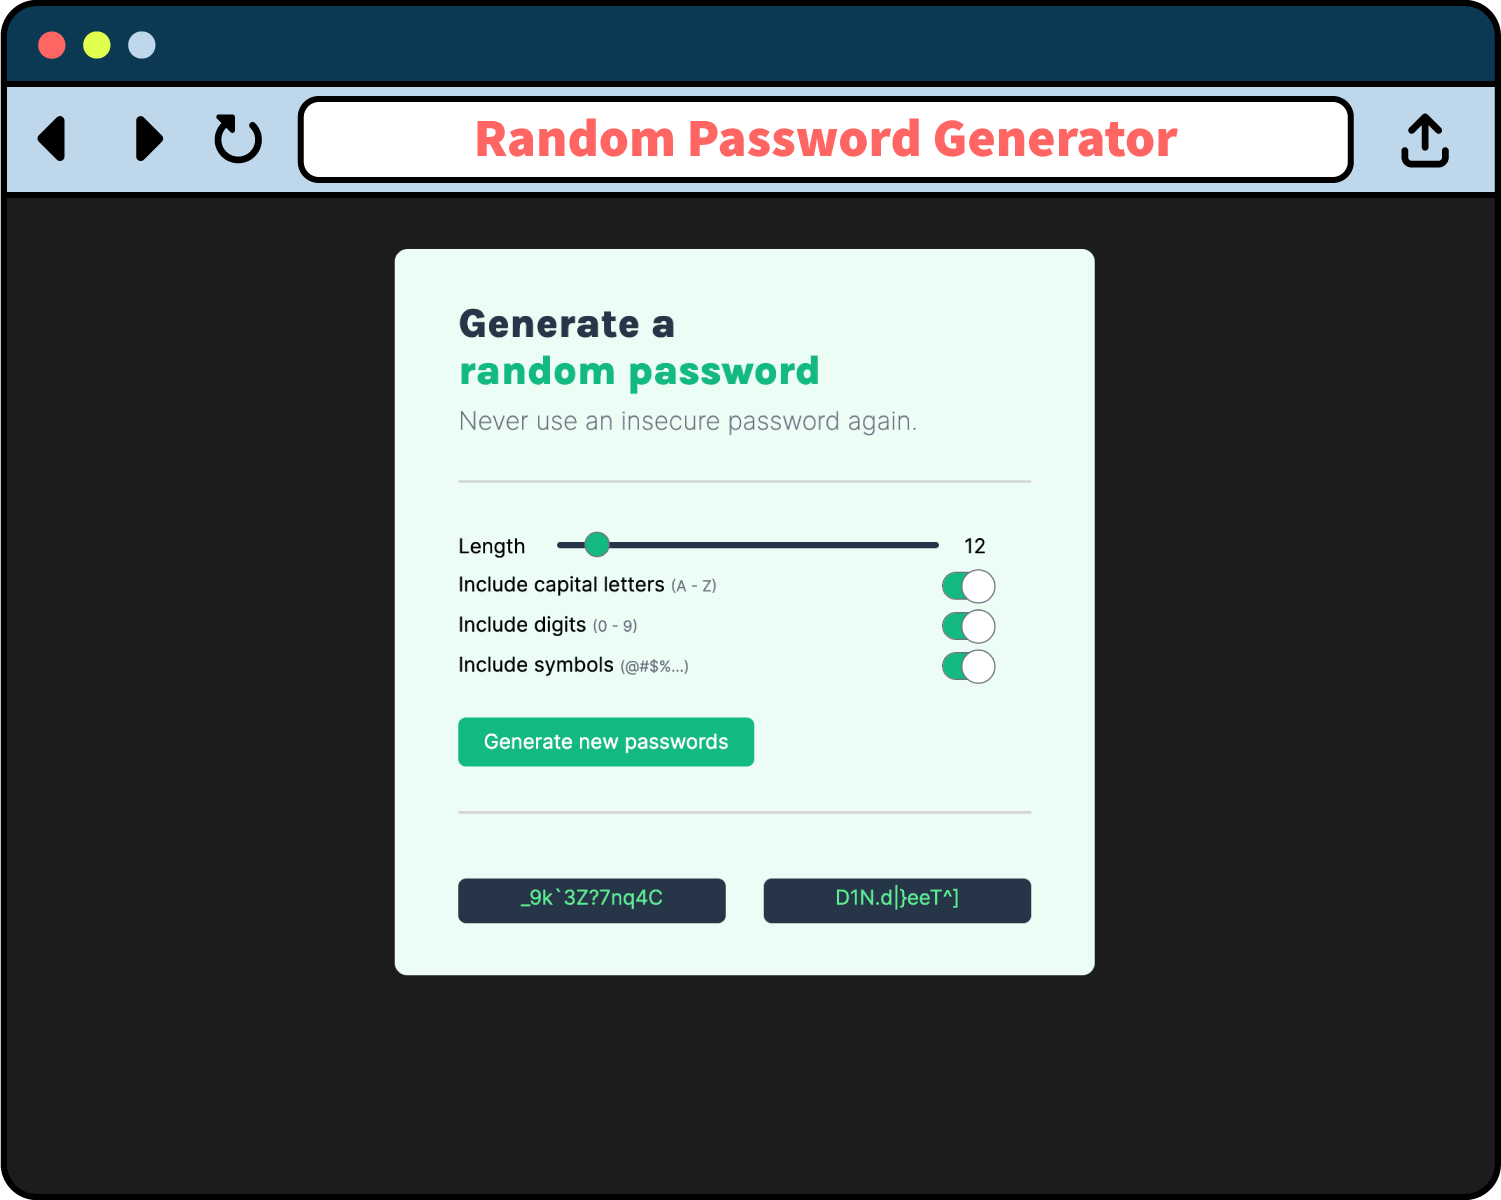 Random Password Generator
Generate a
random password
Never use an insecure password again.
Length 12
Include capital letters (A - Z)
Include digits (0 - 9)
Include symbols (@#$%...)
Generate new passwords
_9k`3Z?7nq4C D1N.d|}eeT^]